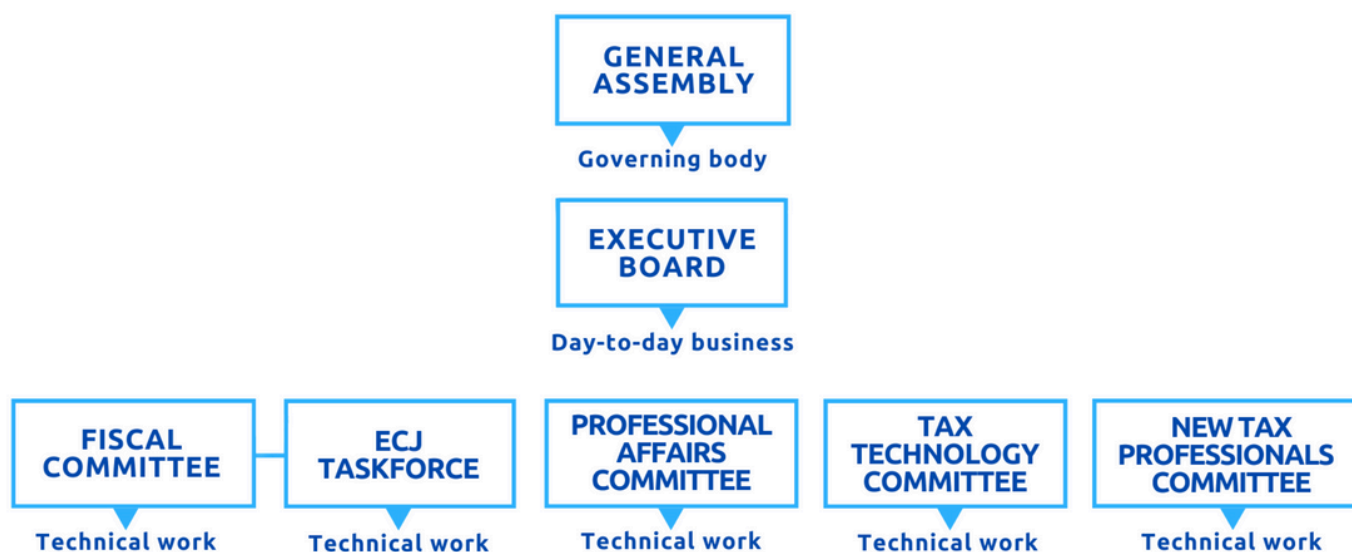 GENERAL
ASSEMBLY
Governing body
EXECUTIVE
BOARD
Day-to-day business
FISCAL
COMMITTEE
Technical work
ECJ
TASKFORCE
Technical work
PROFESSIONAL
AFFAIRS
COMMITTEE
Technical work
TAX
TECHNOLOGY
COMMITTEE
Technical work
NEW TAX
PROFESSIONALS
COMMITTEE
Technical work